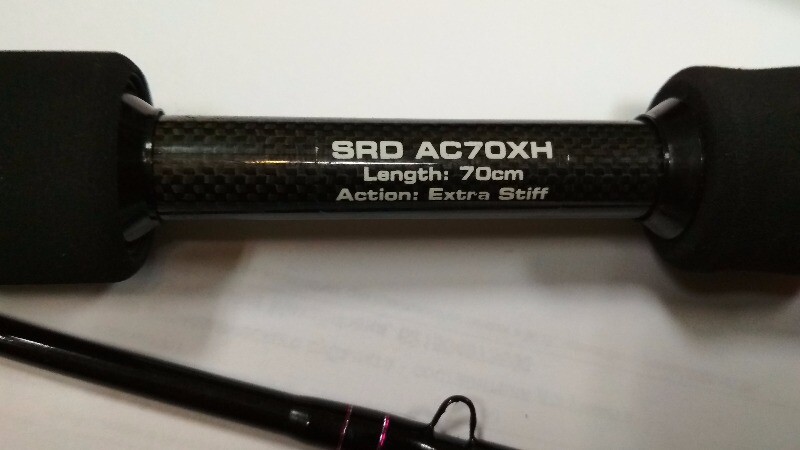 SRD AC70XH
Length: 70cm
Action: Extra Stiff